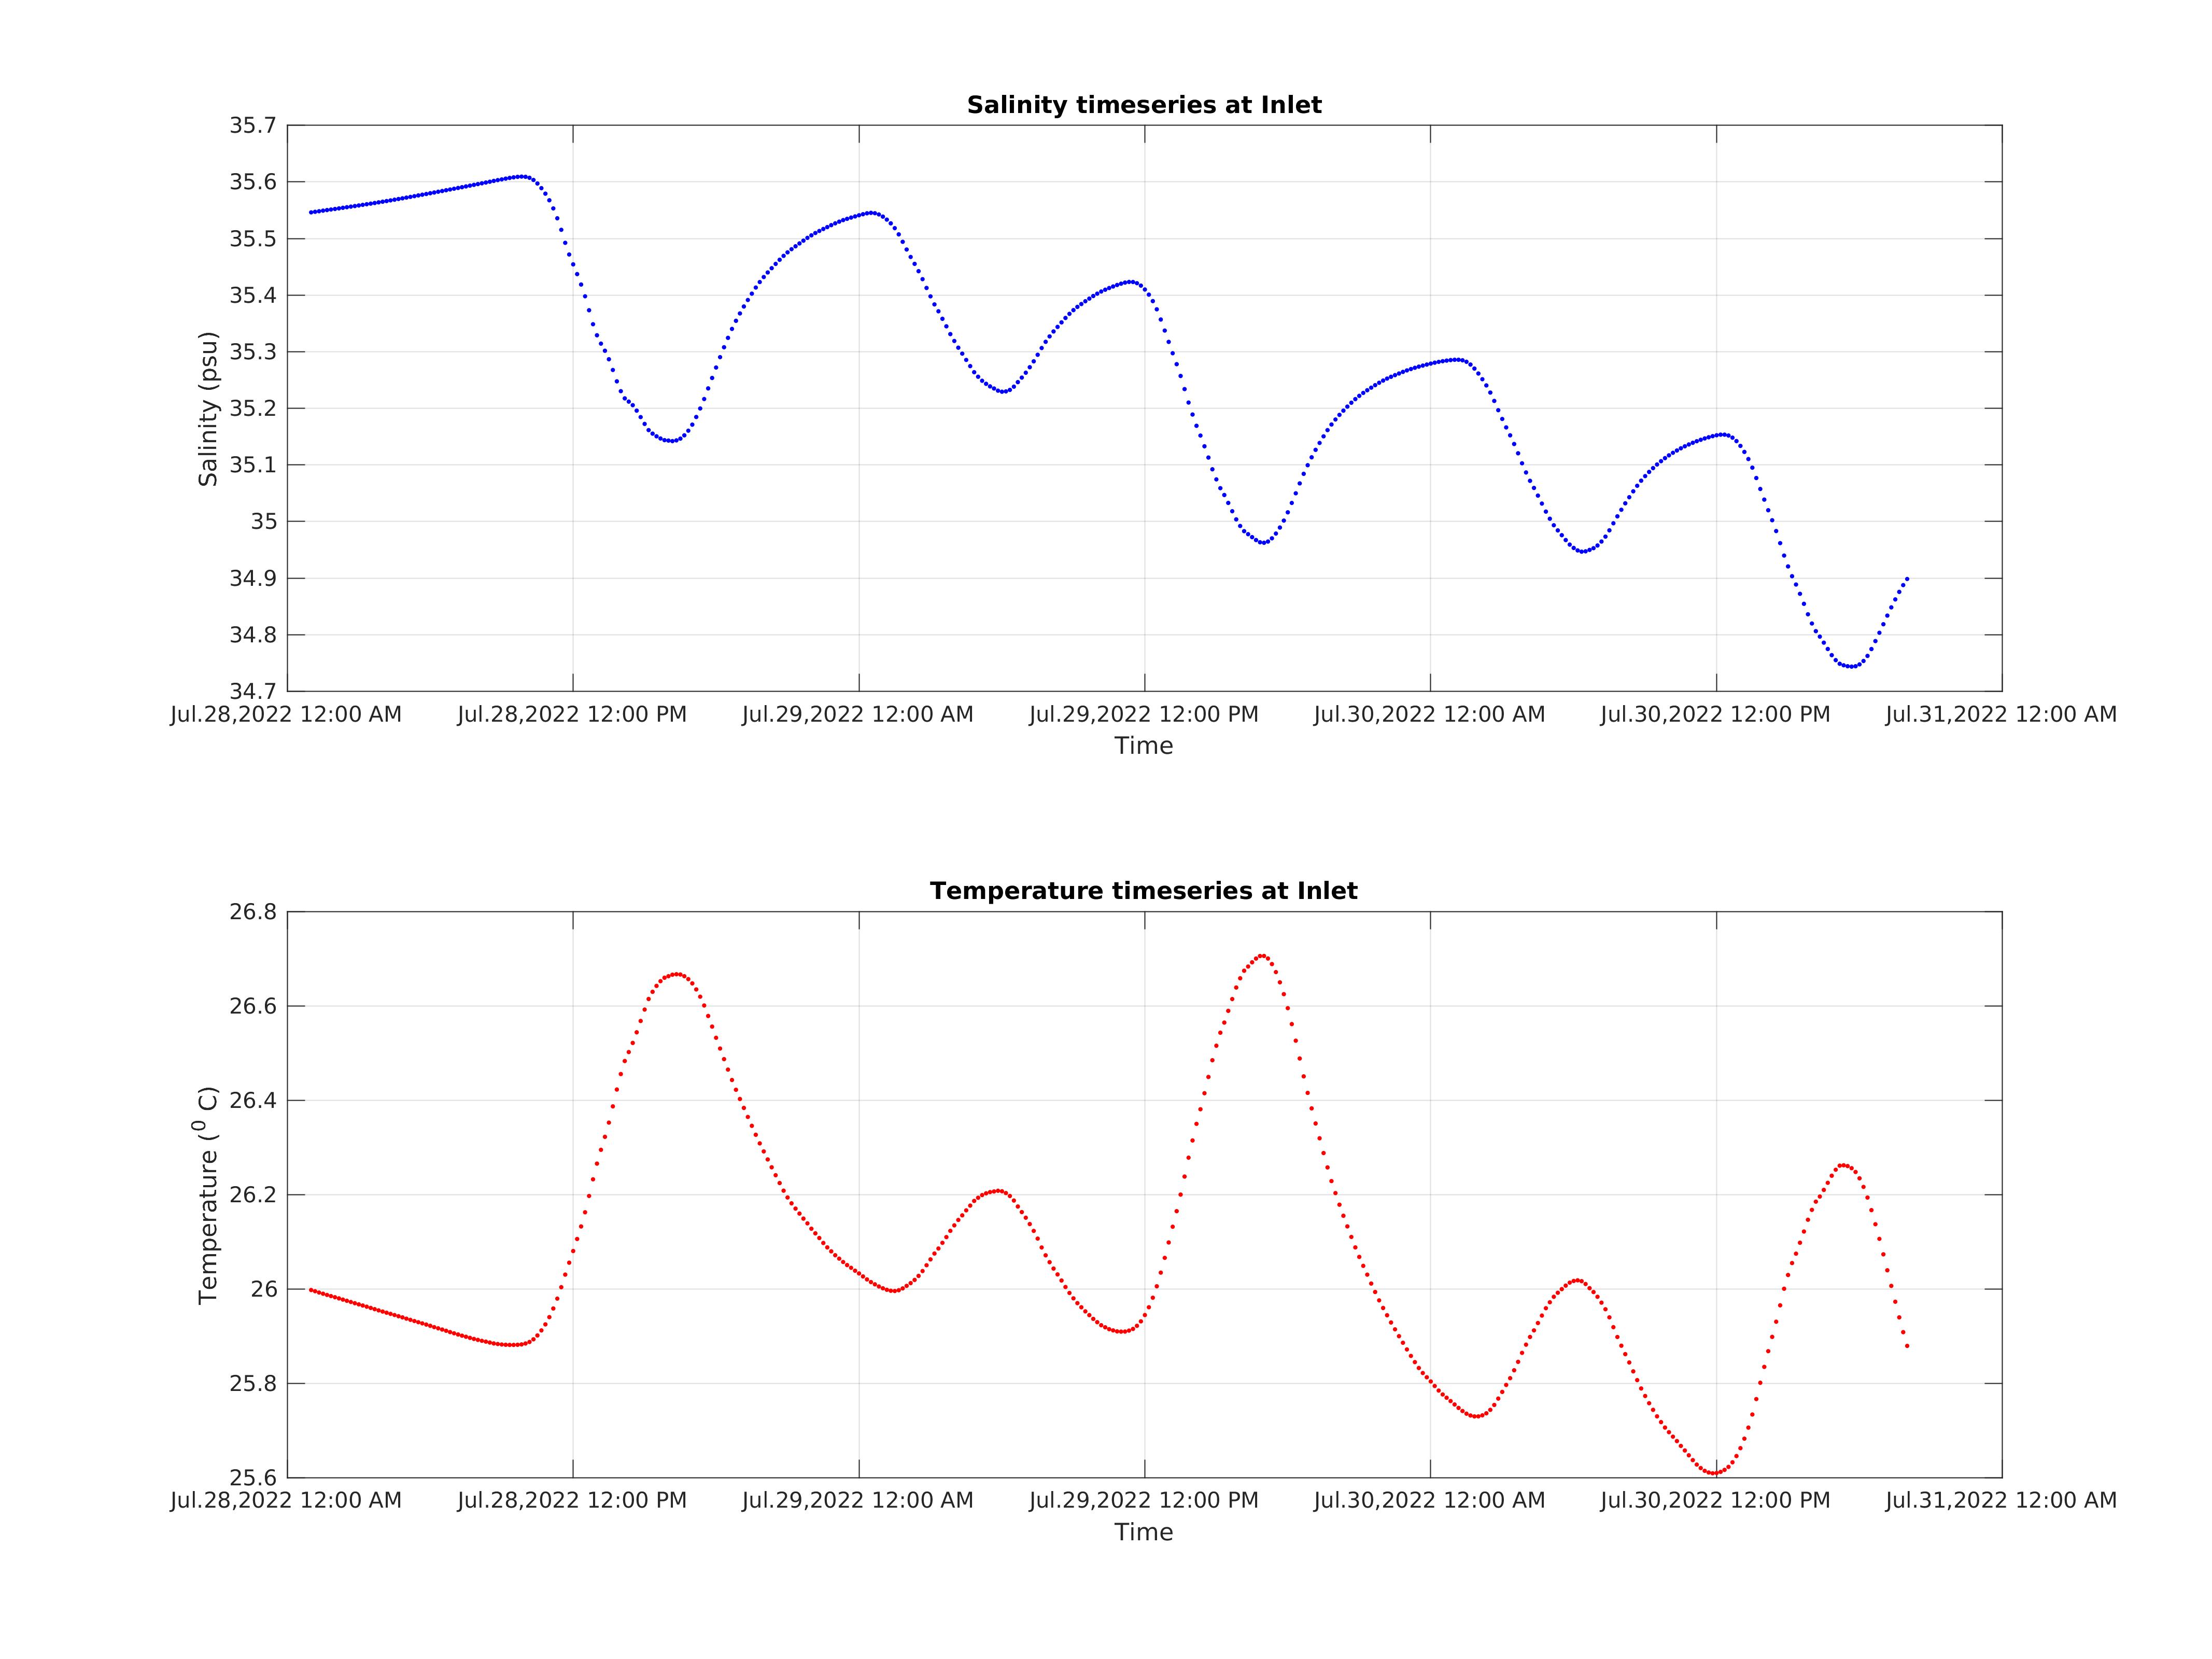 Salinity timeseries at Inlet
35.7
35.6
35.5
35.4
35.3
35.2
35.1
35
34.9
34.8
34.7
Salinity (psu)
Jul.28,2022 12:00 AM Jul.28,2022 12:00 PM Jul.29,2022 12:00 AM Jul.29,2022 12:00 PM Jul.30,2022 12:00 AM Jul.30,2022 12:00 PM Jul.31,2022 12:00 AM
Time
Temperature timeseries at Inlet
26.8
26.6
26.4
26.2
26
25.8
25.6
Temperature (⁰ C)
Jul.28,2022 12:00 AM Jul.28,2022 12:00 PM Jul.29,2022 12:00 AM Jul.29,2022 12:00 PM Jul.30,2022 12:00 AM Jul.30,2022 12:00 PM Jul.31,2022 12:00 AM
Time